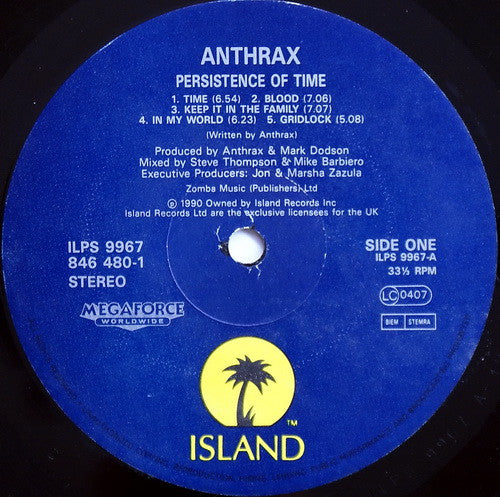 ANTHRAX
PERSISTENCE OF TIME
1. TIME (6.54) 2. BLOOD (7.06)
3. KEEP IT IN THE FAMILY (7.07)
4. IN MY WORLD (6.23) 5. GRIDLOCK (5.08)
(Written by Anthrax)
Produced by Anthrax & Mark Dodson
Mixed by Steve Thompson & Mike Barbiero
Executive Producers: Jon & Marsha Zazula
Zomba Music (Publishers) Ltd
℗ 1990 Owned by Island Records Inc
Island Records Ltd are the exclusive licensees for the UK
ILPS 9967
846 480-1
STEREO
SIDE ONE
ILPS 9967-A
33⅓ RPM
LC 0407
BIEM STEMRA
MEGAFORCE
WORLDWIDE
TM
ISLAND